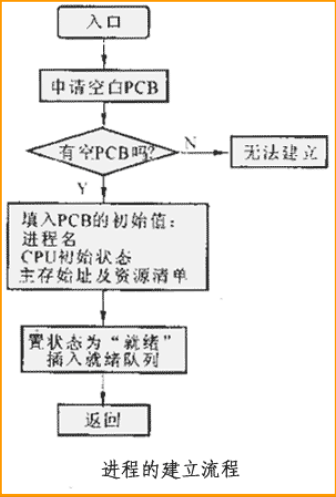 入口
申请空白PCB
有空PCB吗?
N
无法建立
Y
填入PCB的初始值:
进程名
CPU初始状态
主存始址及资源清单
置状态为“就绪”
插入就绪队列
返回
进程的建立流程